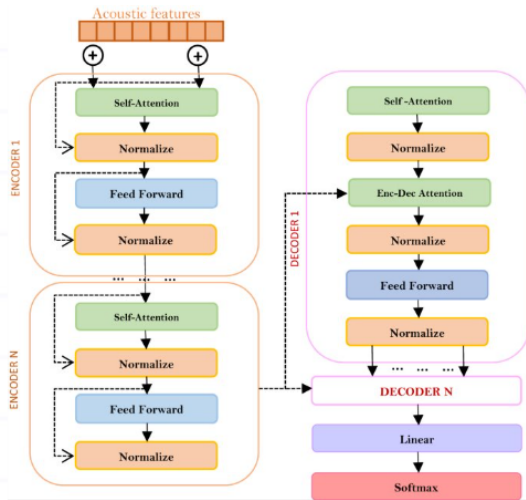 Acoustic features
+ +
ENCODER 1
Self-Attention
Normalize
Feed Forward
Normalize
... ... ...
ENCODER N
Self-Attention
Normalize
Feed Forward
Normalize
DECODER 1
Self -Attention
Normalize
Enc-Dec Attention
Normalize
Feed Forward
Normalize
... ... ...
DECODER N
Linear
Softmax